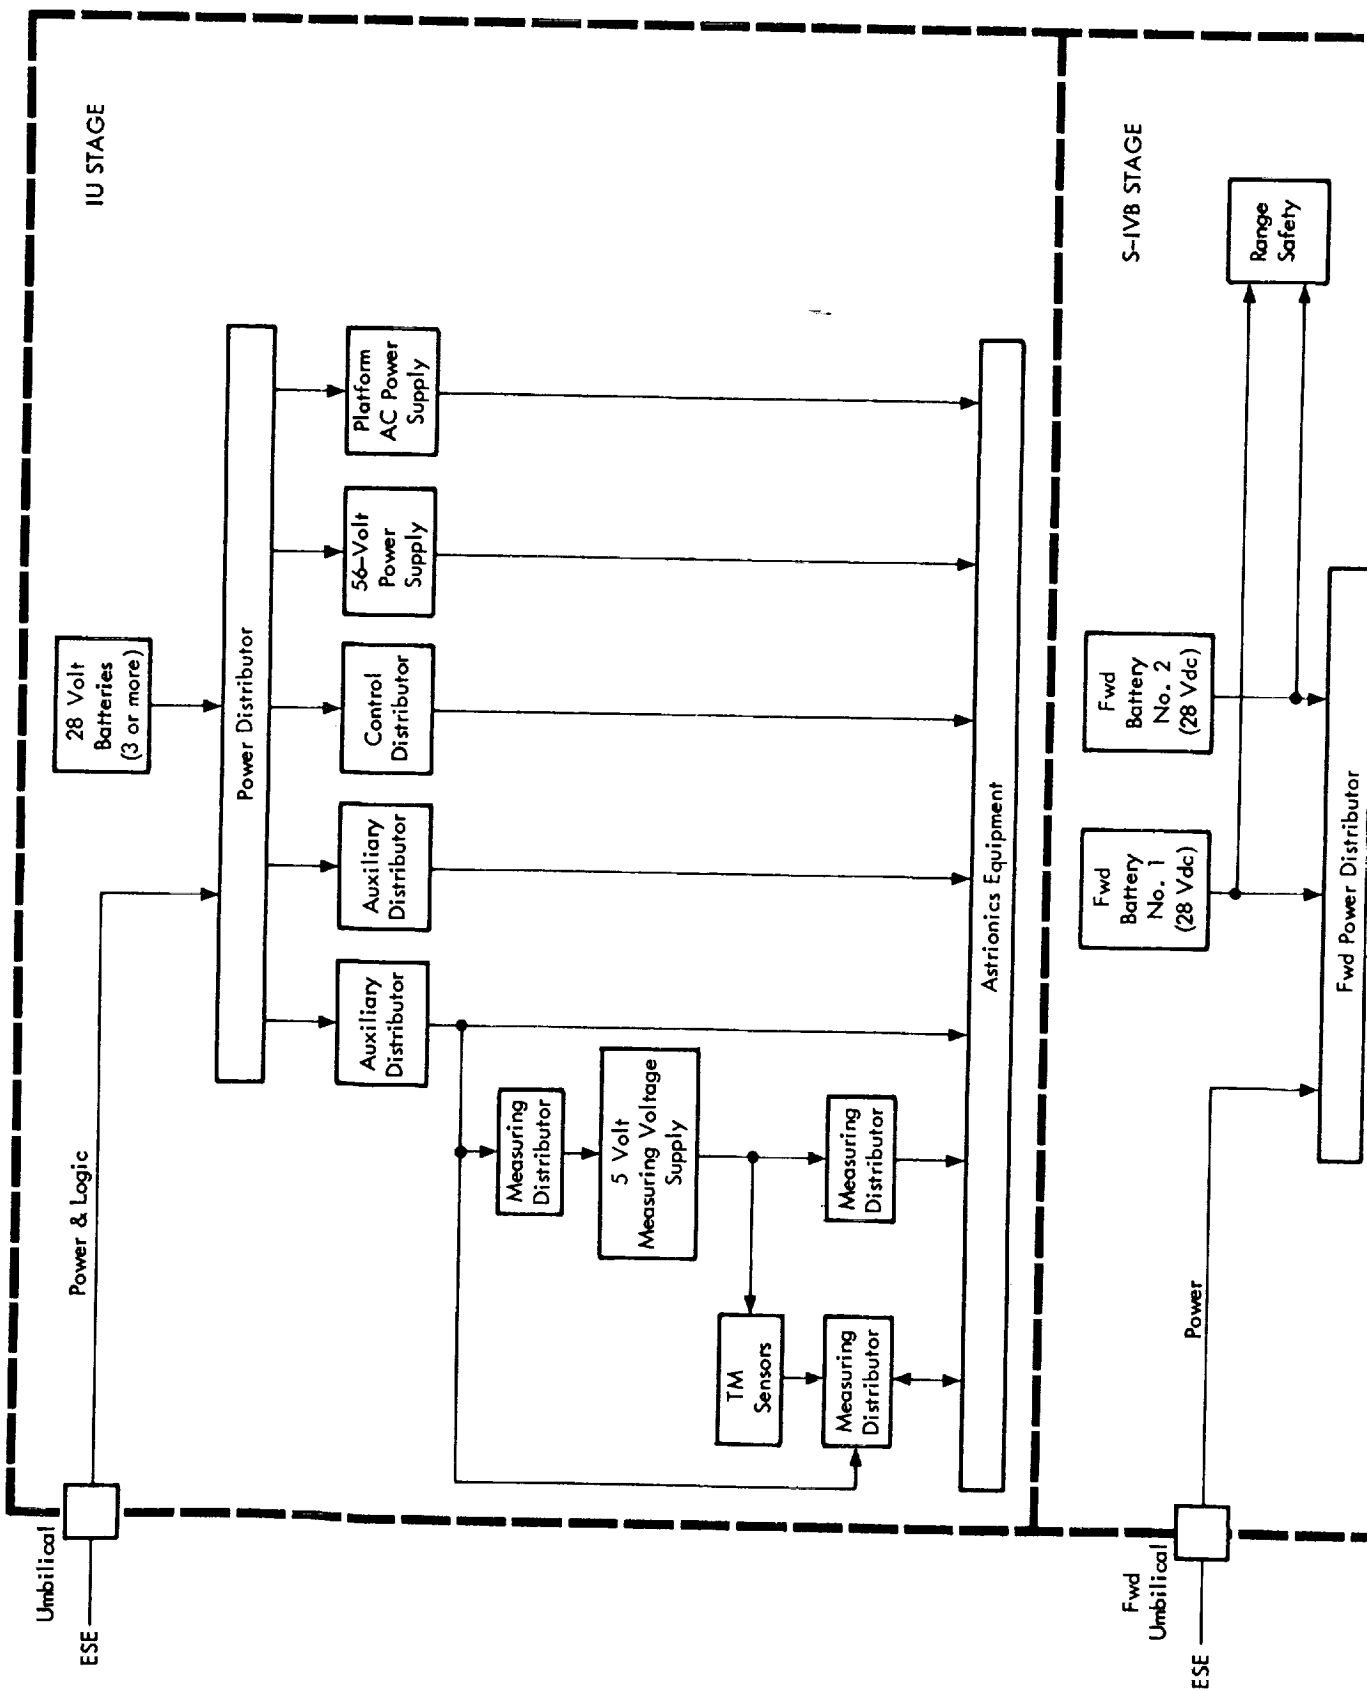 IU STAGE
Umbilical
ESE
Power & Logic
28 Volt
Batteries
(3 or more)
Power Distributor
Auxiliary
Distributor
Auxiliary
Distributor
Control
Distributor
56-Volt
Power
Supply
Platform
AC Power
Supply
Measuring
Distributor
5 Volt
Measuring Voltage
Supply
TM
Sensors
Measuring
Distributor
Measuring
Distributor
Astrionics Equipment
S-IVB STAGE
Fwd
Umbilical
ESE
Power
Fwd
Battery
No. 1
(28 Vdc)
Fwd
Battery
No. 2
(28 Vdc)
Range
Safety
Fwd Power Distributor